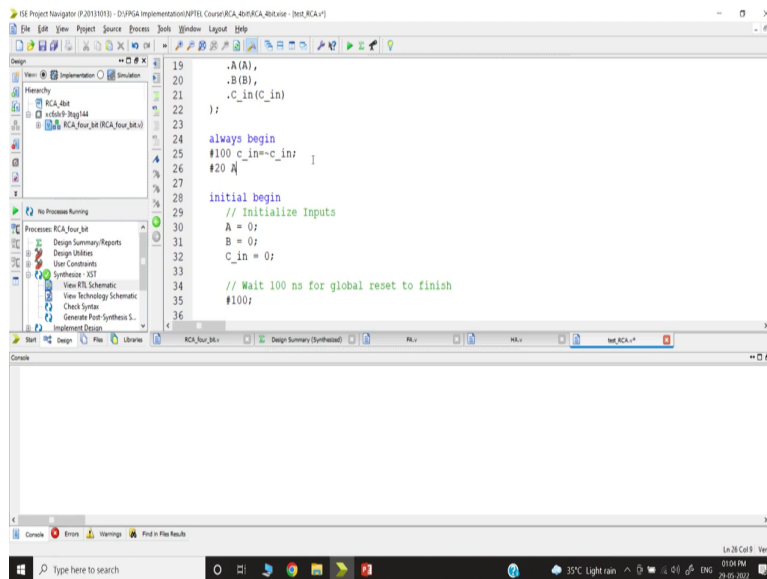 ISE Project Navigator (P.20131013) - D:\FPGA Implementation\NPTEL Course\RCA_4bit\RCA_4bit.xise - [test_RCA.v*]
File Edit View Project Source Process Tools Window Layout Help
Design
View: Implementation Simulation
Hierarchy
RCA_4bit
RCA_four_bit (RCA_four_bit.v)
No Processes Running
Processes: RCA_four_bit
Design Summary/Reports
Design Utilities
User Constraints
Synthesize - XST
View RTL Schematic
View Technology Schematic
Check Syntax
Generate Post-Synthesis S...
Implement Design
19 .A(A),
20 .B(B),
21 .C_in(C_in)
22 );
23
24 always begin
25 #100 c_in=~c_in;
26 #20 A
27
28 initial begin
29 // Initialize Inputs
30 A = 0;
31 B = 0;
32 C_in = 0;
33
34 // Wait 100 ns for global reset to finish
35 #100;
36
Start Design Files Libraries RCA_four_bit.v Design Summary (Synthesized) FA.v HA.v test_RCA.v*
Console
Console Errors Warnings Find in Files Results
Ln 26 Col 9 Ver
Type here to search
35°C Light rain ENG 01:04 PM
29-05-2022